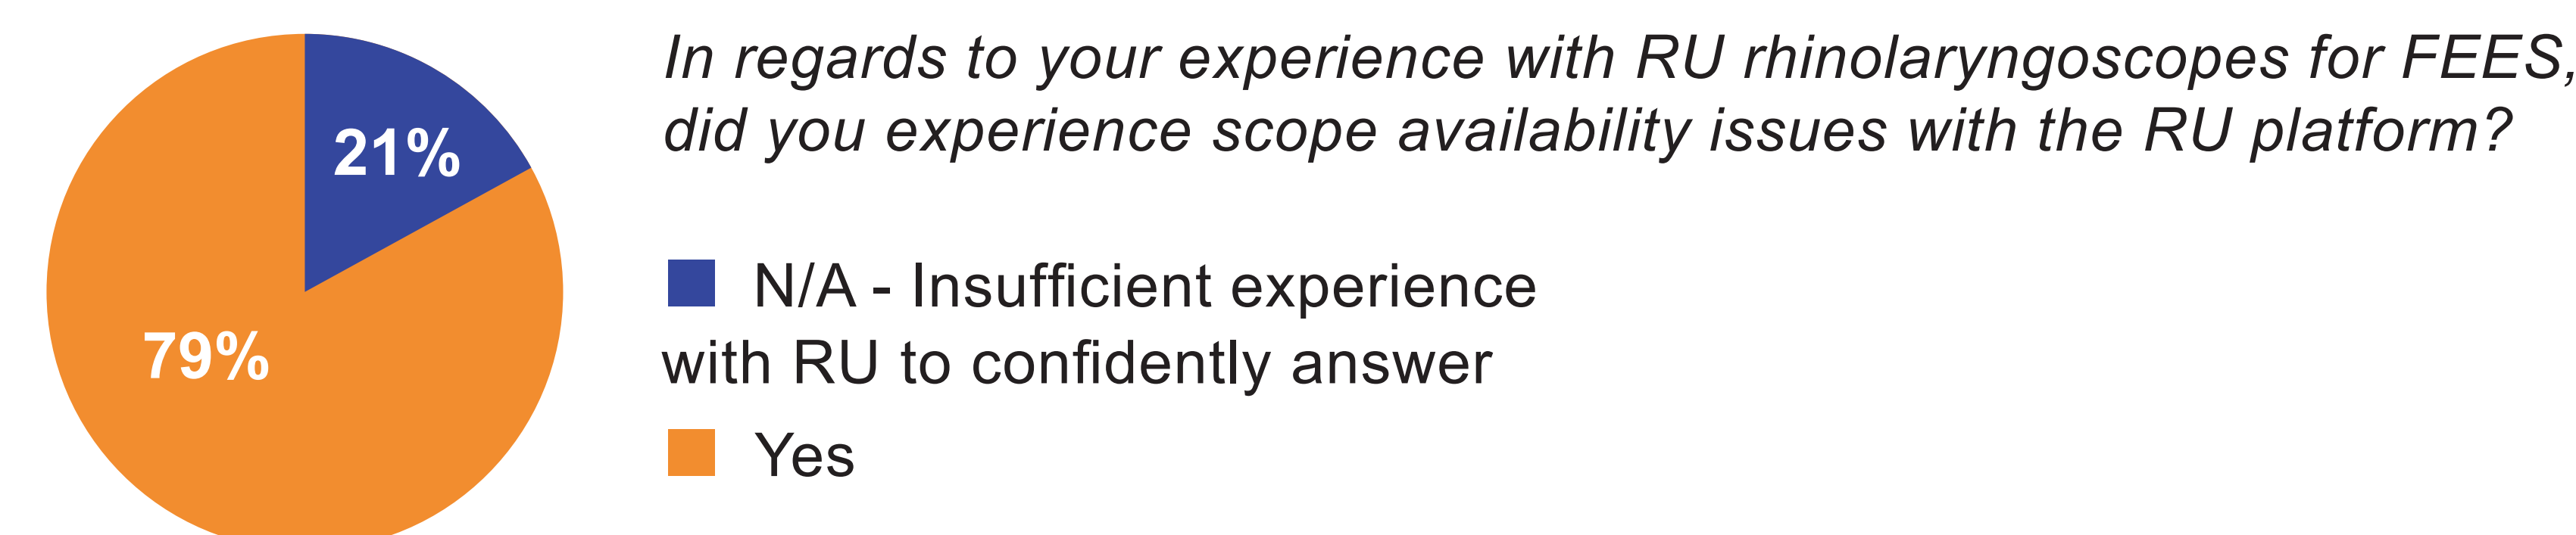 In regards to your experience with RU rhinolaryngoscopes for FEES,
did you experience scope availability issues with the RU platform?
21%
79%
N/A - Insufficient experience
with RU to confidently answer
Yes